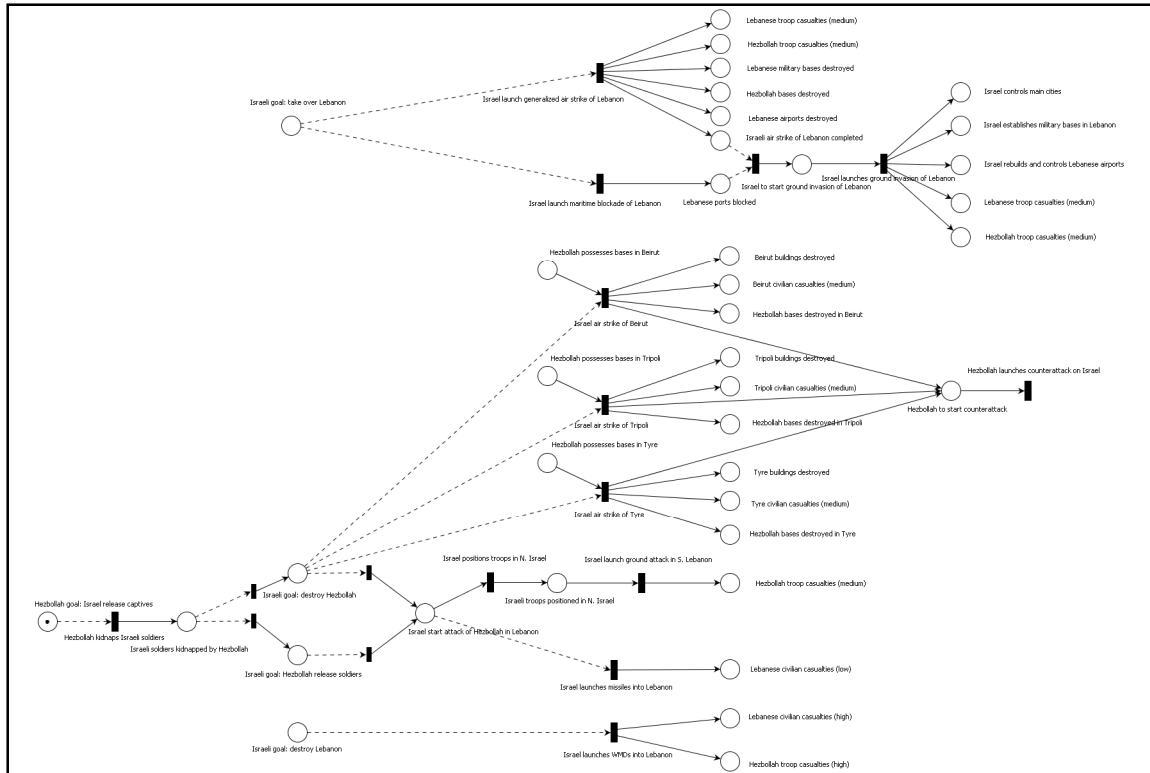 Lebanese troop casualties (medium)
Hezbollah troop casualties (medium)
Lebanese military bases destroyed
Hezbollah bases destroyed
Lebanese airports destroyed
Israeli air strike of Lebanon completed
Israel launch generalized air strike of Lebanon
Israeli goal: take over Lebanon
Israel controls main cities
Israel establishes military bases in Lebanon
Israel rebuilds and controls Lebanese airports
Israel launches ground invasion of Lebanon
Israel to start ground invasion of Lebanon
Lebanese ports blocked
Israel launch maritime blockade of Lebanon
Lebanese troop casualties (medium)
Hezbollah troop casualties (medium)
Hezbollah possesses bases in Beirut
Beirut buildings destroyed
Beirut civilian casualties (medium)
Hezbollah bases destroyed in Beirut
Israel air strike of Beirut
Hezbollah possesses bases in Tripoli
Tripoli buildings destroyed
Tripoli civilian casualties (medium)
Hezbollah bases destroyed in Tripoli
Israel air strike of Tripoli
Hezbollah launches counterattack on Israel
Hezbollah to start counterattack
Hezbollah possesses bases in Tyre
Tyre buildings destroyed
Tyre civilian casualties (medium)
Hezbollah bases destroyed in Tyre
Israel air strike of Tyre
Israel positions troops in N. Israel
Israel launch ground attack in S. Lebanon
Hezbollah troop casualties (medium)
Israeli troops positioned in N. Israel
Israeli goal: destroy Hezbollah
Hezbollah goal: Israel release captives
Hezbollah kidnaps Israeli soldiers
Israeli soldiers kidnapped by Hezbollah
Israel start attack of Hezbollah in Lebanon
Israeli goal: Hezbollah release soldiers
Lebanese civilian casualties (low)
Israel launches missiles into Lebanon
Lebanese civilian casualties (high)
Israeli goal: destroy Lebanon
Israel launches WMDs into Lebanon
Hezbollah troop casualties (high)